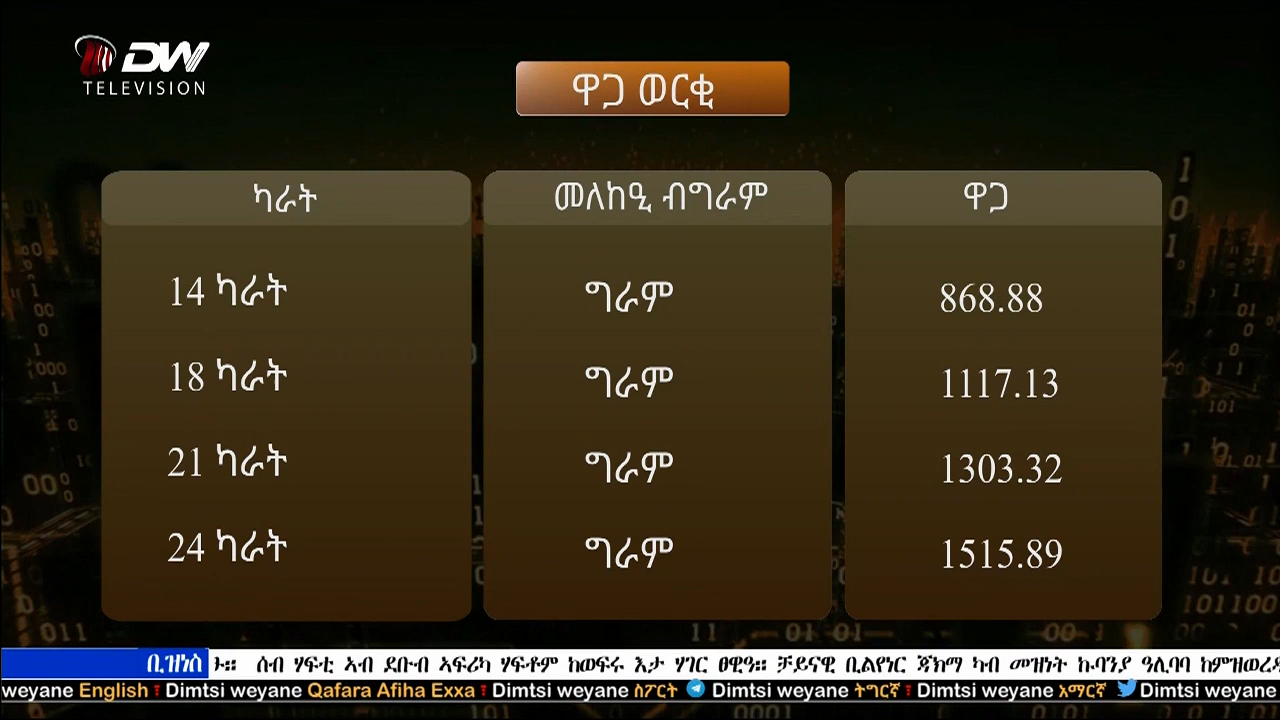 DW
TELEVISION
ዋጋ ወርቂ
ካራት መለከዒ ብግራም ዋጋ
14 ካራት ግራም 868.88
18 ካራት ግራም 1117.13
21 ካራት ግራም 1303.32
24 ካራት ግራም 1515.89
ቢዝነስ ሰብ ሃፍቲ ኣብ ደቡብ ኣፍሪካ ሃፍቶም ከወፍሩ እታ ሃገር ፀዊዓ። ቻይናዊ ቢልየነር ጃክማ ካብ መዝነት ኩባንያ ዓሊባባ
weyane English Dimtsi weyane Qafara Afiha Exxa Dimtsi weyane ስፖርት Dimtsi weyane ትግርኛ Dimtsi weyane አማርኛ Dimtsi weyane